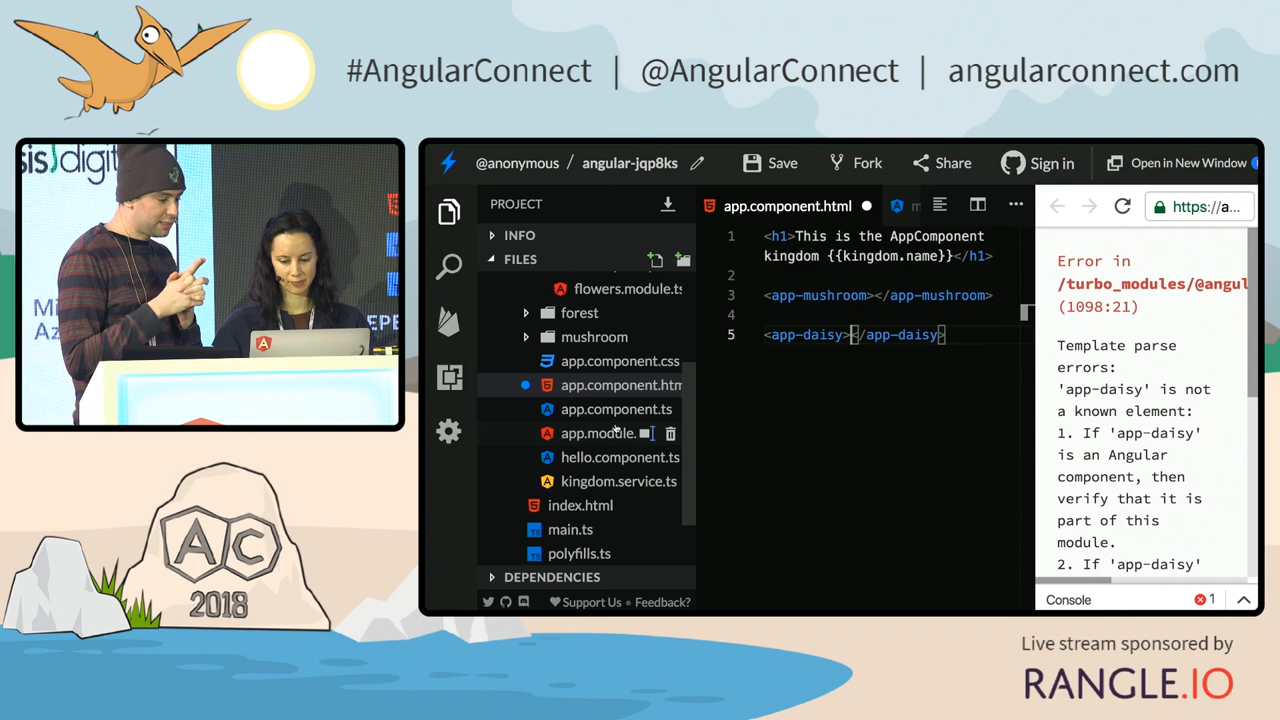 #AngularConnect | @AngularConnect | angularconnect.com
sis digit
Mi
Az
EPE
@anonymous / angular-jqp8ks
Save
Fork
Share
Sign in
Open in New Window
PROJECT
INFO
FILES
flowers.module.ts
forest
mushroom
app.component.css
app.component.htm
app.component.ts
app.module.
hello.component.ts
kingdom.service.ts
index.html
main.ts
polyfills.ts
DEPENDENCIES
Support Us • Feedback?
app.component.html
1 <h1>This is the AppComponent
kingdom {{kingdom.name}}</h1>
2
3 <app-mushroom></app-mushroom>
4
5 <app-daisy></app-daisy>
https://a...
Error in
/turbo_modules/@angul
(1098:21)
Template parse
errors:
'app-daisy' is not
a known element:
1. If 'app-daisy'
is an Angular
component, then
verify that it is
part of this
module.
2. If 'app-daisy'
Console 1
AC
2018
Live stream sponsored by
RANGLE.IO